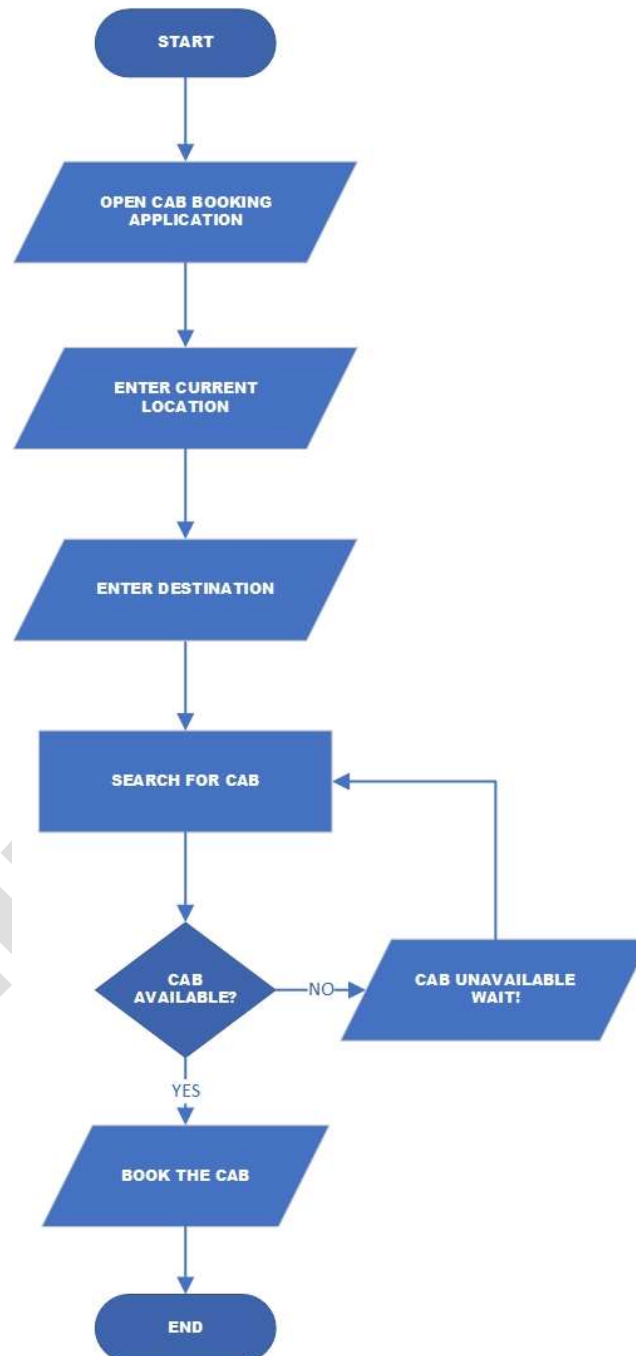 START
OPEN CAB BOOKING
APPLICATION
ENTER CURRENT
LOCATION
ENTER DESTINATION
SEARCH FOR CAB
CAB
AVAILABLE?
NO
CAB UNAVAILABLE
WAIT!
YES
BOOK THE CAB
END